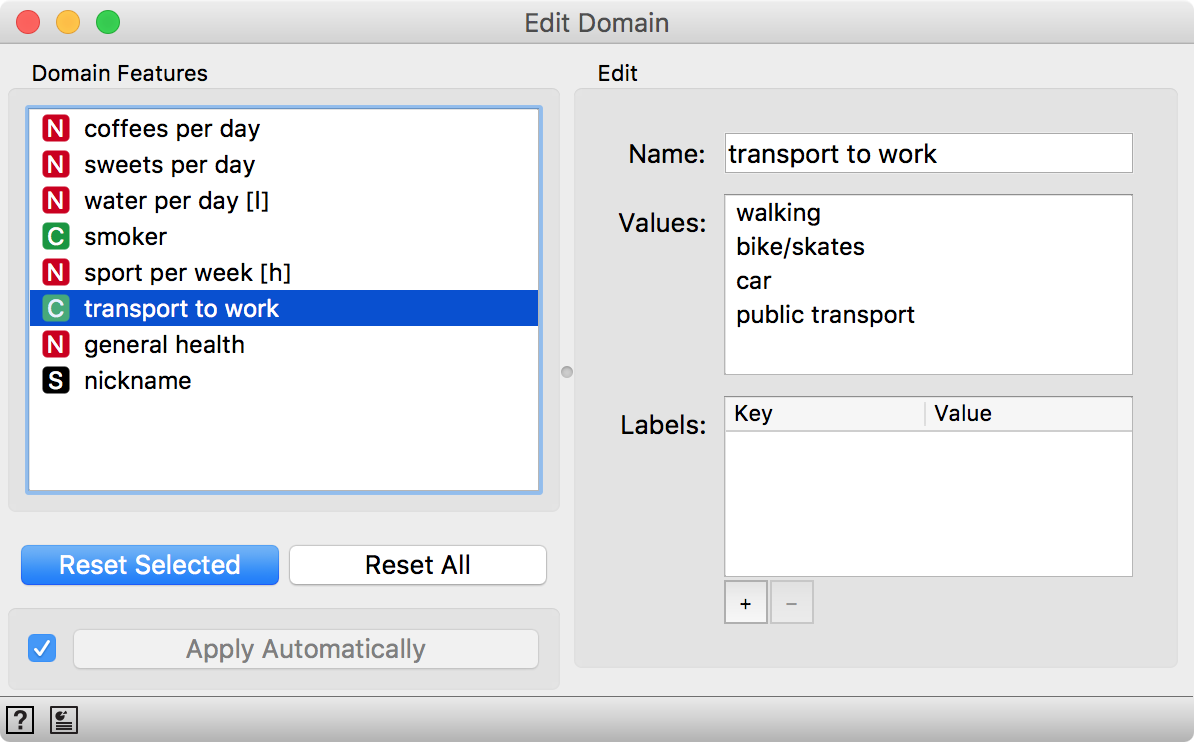 Edit Domain
Domain Features
N coffees per day
N sweets per day
N water per day [l]
C smoker
N sport per week [h]
C transport to work
N general health
S nickname
Reset Selected Reset All
Apply Automatically
Edit
Name: transport to work
Values: walking
bike/skates
car
public transport
Labels: Key Value
+ −
?